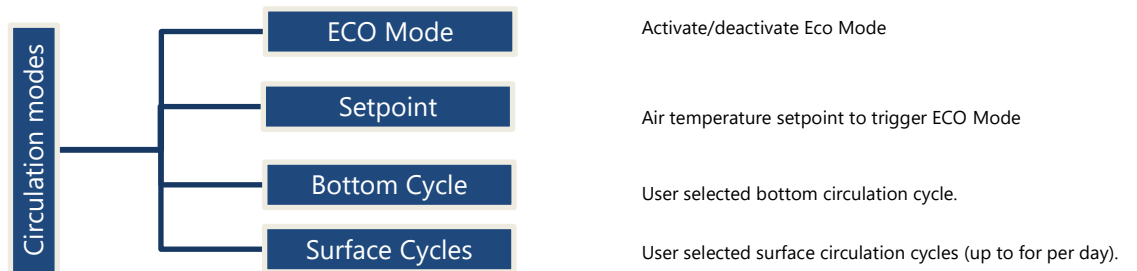 Circulation modes
ECO Mode
Activate/deactivate Eco Mode
Setpoint
Air temperature setpoint to trigger ECO Mode
Bottom Cycle
User selected bottom circulation cycle.
Surface Cycles
User selected surface circulation cycles (up to for per day).